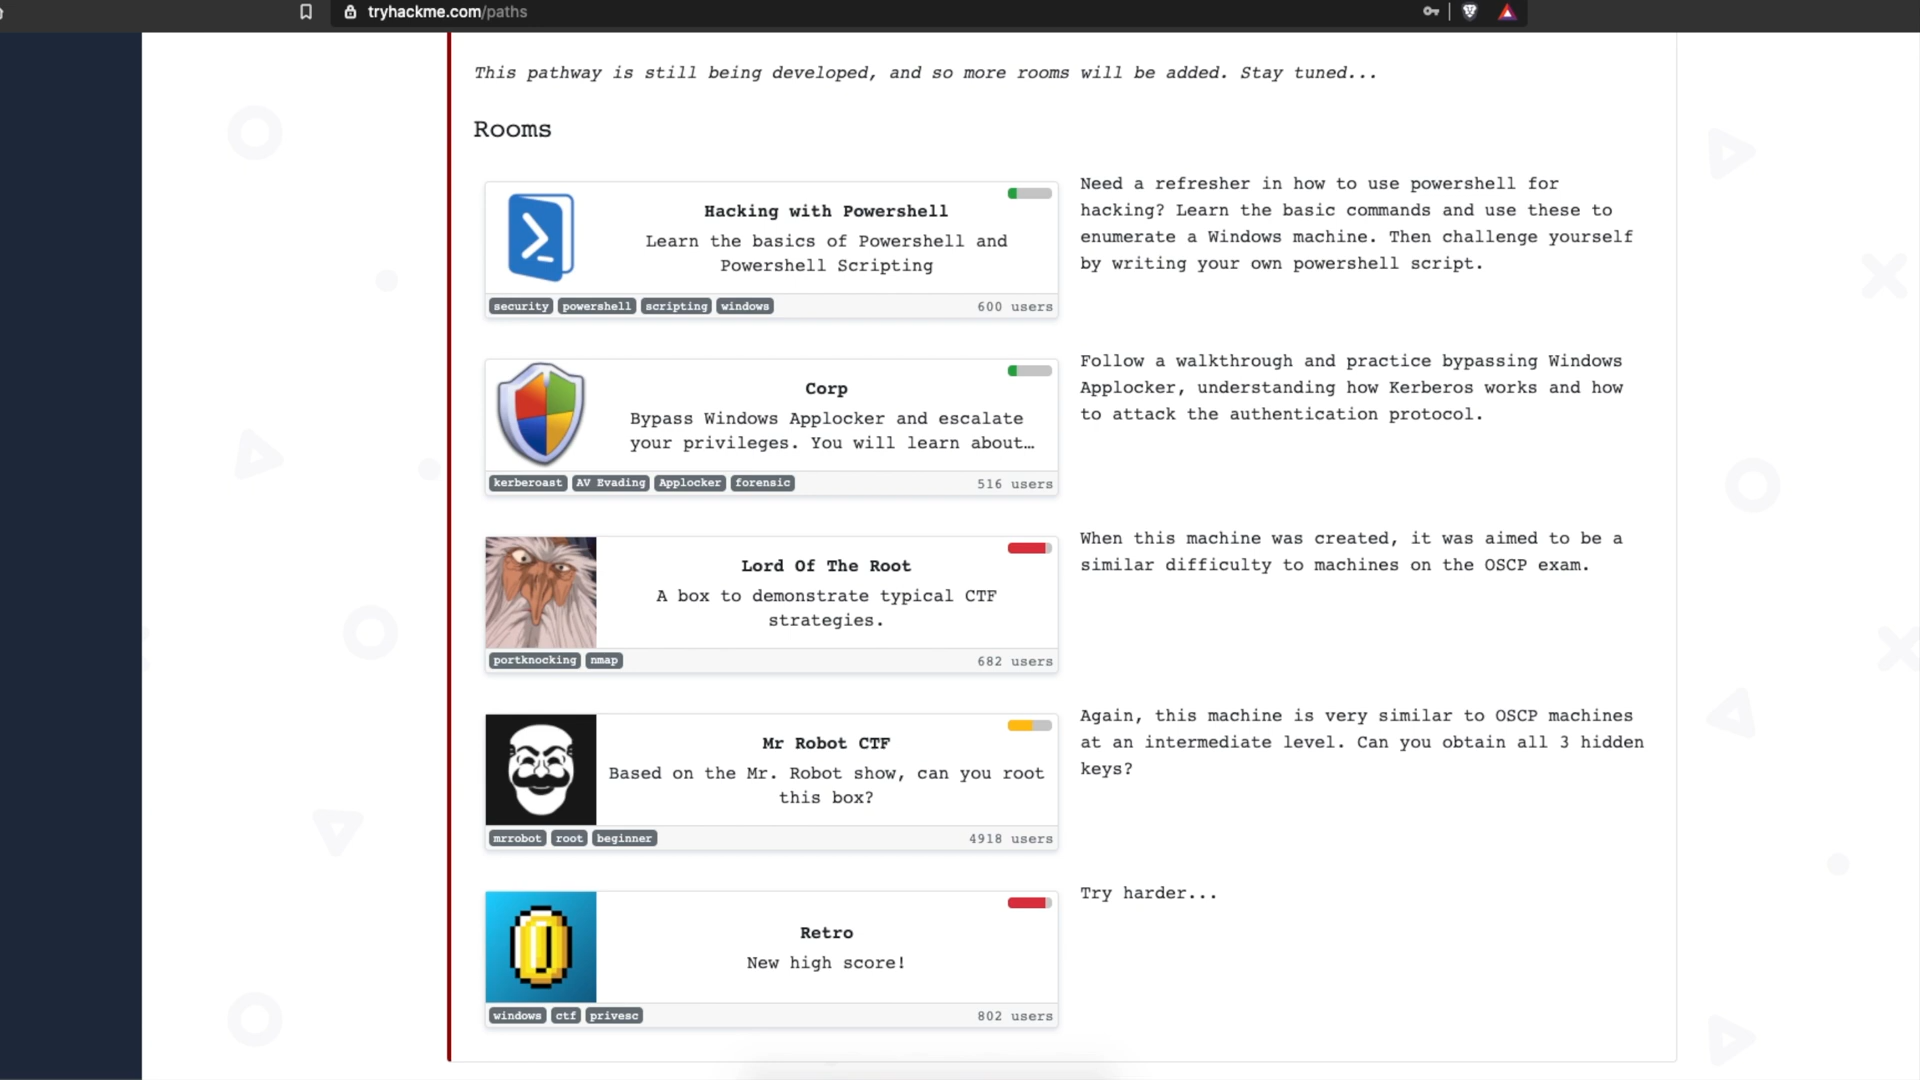 tryhackme.com/paths
This pathway is still being developed, and so more rooms will be added. Stay tuned...
Rooms
Hacking with Powershell
Learn the basics of Powershell and
Powershell Scripting
security powershell scripting windows
600 users
Need a refresher in how to use powershell for
hacking? Learn the basic commands and use these to
enumerate a Windows machine. Then challenge yourself
by writing your own powershell script.
Corp
Bypass Windows Applocker and escalate
your privileges. You will learn about…
kerberoast AV Evading Applocker forensic
516 users
Follow a walkthrough and practice bypassing Windows
Applocker, understanding how Kerberos works and how
to attack the authentication protocol.
Lord Of The Root
A box to demonstrate typical CTF
strategies.
portknocking nmap
682 users
When this machine was created, it was aimed to be a
similar difficulty to machines on the OSCP exam.
Mr Robot CTF
Based on the Mr. Robot show, can you root
this box?
mrrobot root beginner
4918 users
Again, this machine is very similar to OSCP machines
at an intermediate level. Can you obtain all 3 hidden
keys?
Retro
New high score!
windows ctf privesc
802 users
Try harder...